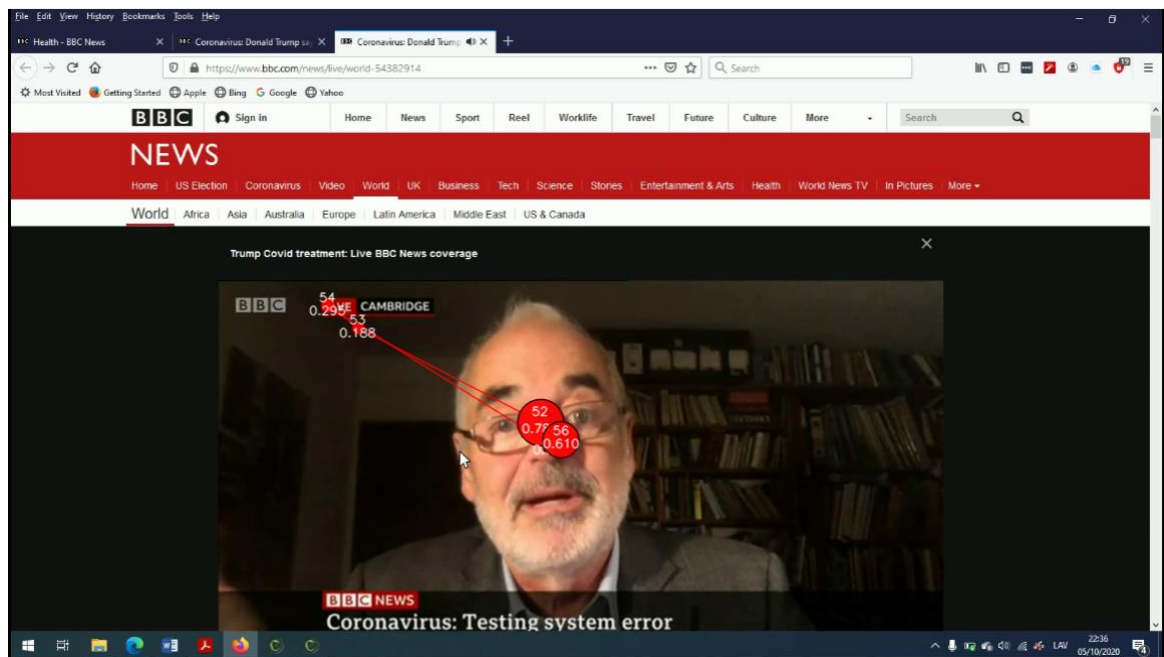 File Edit View History Bookmarks Tools Help
BBC Health - BBC News × BBC Coronavirus: Donald Trump say × BBC Coronavirus: Donald Trump × +
https://www.bbc.com/news/live/world-54382914 ... Search
Most Visited Getting Started Apple Bing Google Yahoo
BBC Sign in Home News Sport Reel Worklife Travel Future Culture More Search
NEWS
Home US Election Coronavirus Video World UK Business Tech Science Stories Entertainment & Arts Health World News TV In Pictures More
World Africa Asia Australia Europe Latin America Middle East US & Canada
Trump Covid treatment: Live BBC News coverage ×
BBC CAMBRIDGE
54
0.295
53
0.188
52
56
0.610
BBC NEWS
Coronavirus: Testing system error
LAV 22:36
05/10/2020